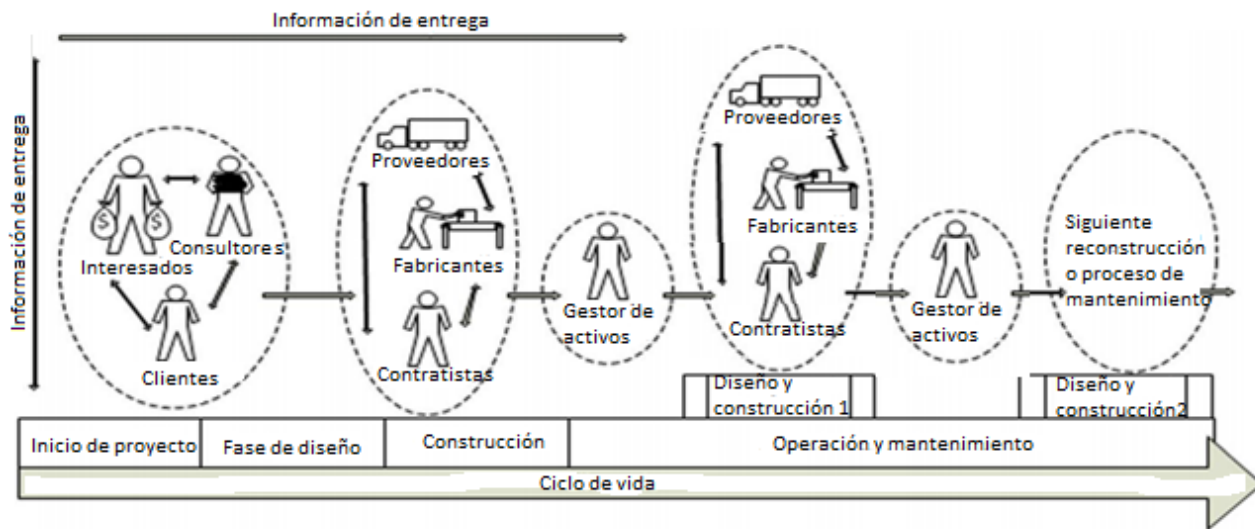 Información de entrega
Información de entrega
Interesados
Consultores
Clientes
Proveedores
Fabricantes
Contratistas
Gestor de
activos
Proveedores
Fabricantes
Contratistas
Gestor de
activos
Siguiente
reconstrucción
o proceso de
mantenimiento
Diseño y
construcción 1
Diseño y
construcción2
Inicio de proyecto
Fase de diseño
Construcción
Operación y mantenimiento
Ciclo de vida
$ $